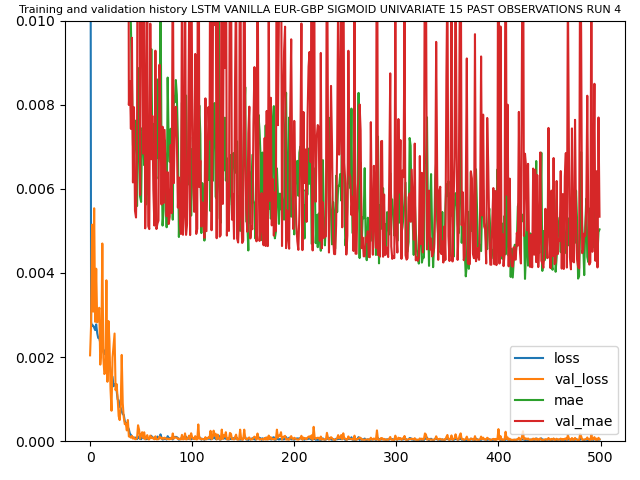 Training and validation history LSTM VANILLA EUR-GBP SIGMOID UNIVARIATE 15 PAST OBSERVATIONS RUN 4
0.010
0.008
0.006
0.004
0.002
0.000
0 100 200 300 400 500
loss
val_loss
mae
val_mae